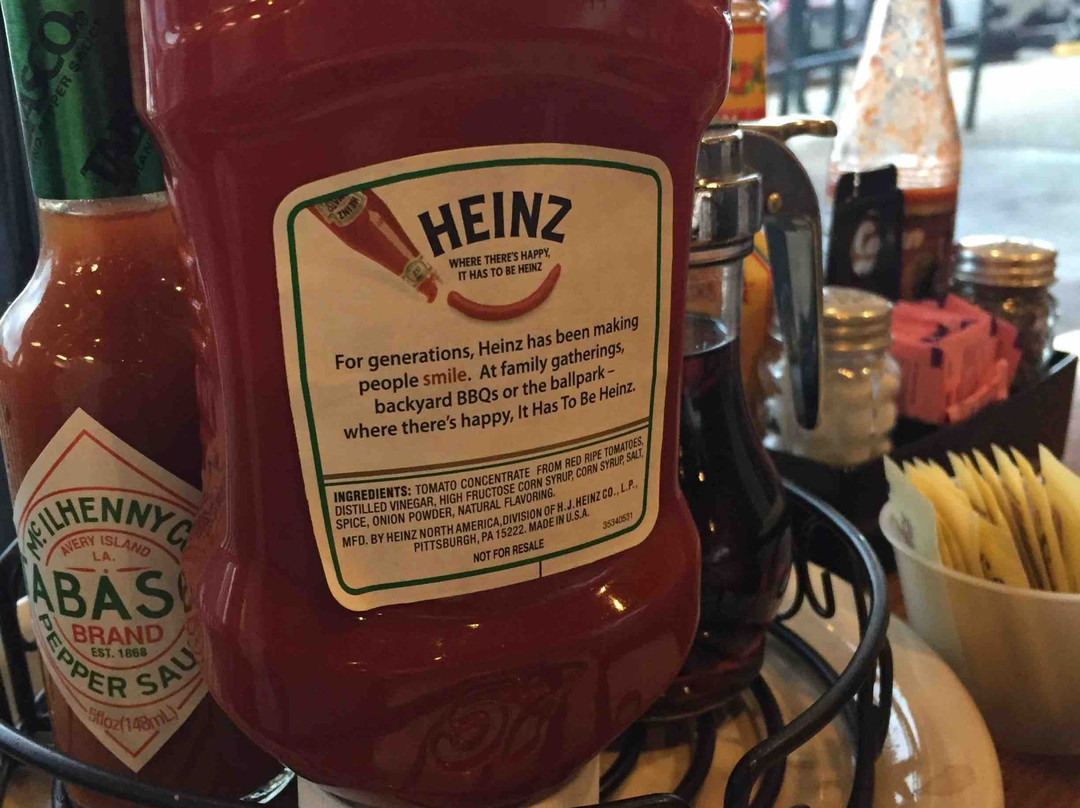 HEINZ
WHERE THERE'S HAPPY,
IT HAS TO BE HEINZ
For generations, Heinz has been making
people smile. At family gatherings,
backyard BBQs or the ballpark –
where there's happy, It Has To Be Heinz.
INGREDIENTS: TOMATO CONCENTRATE FROM RED RIPE TOMATOES,
DISTILLED VINEGAR, HIGH FRUCTOSE CORN SYRUP, CORN SYRUP, SALT,
SPICE, ONION POWDER, NATURAL FLAVORING.
MFD. BY HEINZ NORTH AMERICA, DIVISION OF H. J. HEINZ CO., L.P.,
PITTSBURGH, PA 15222. MADE IN U.S.A.
35340531
NOT FOR RESALE
McILHENNY C
AVERY ISLAND
LA.
ABAS
BRAND
EST. 1868
PEPPER SAU
5floz(148mL)